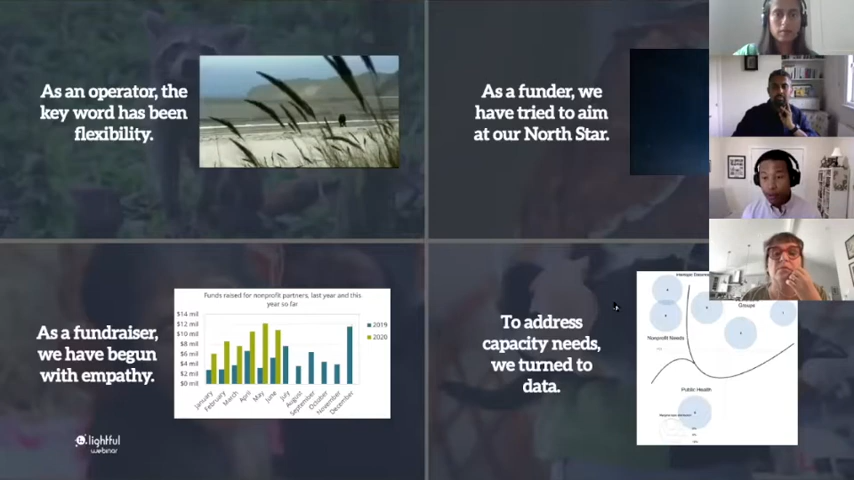 As an operator, the
key word has been
flexibility.
As a funder, we
have tried to aim
at our North Star.
As a fundraiser,
we have begun
with empathy.
Funds raised for nonprofit partners, last year and this
year so far
$14 mil
$12 mil
$10 mil
$8 mil
$6 mil
$4 mil
$2 mil
$0 mil
2019
2020
January
February
March
April
May
June
July
August
September
October
November
December
To address
capacity needs,
we turned to
data.
Groups
Nonprofit Needs
Public Health
lightful
webinar